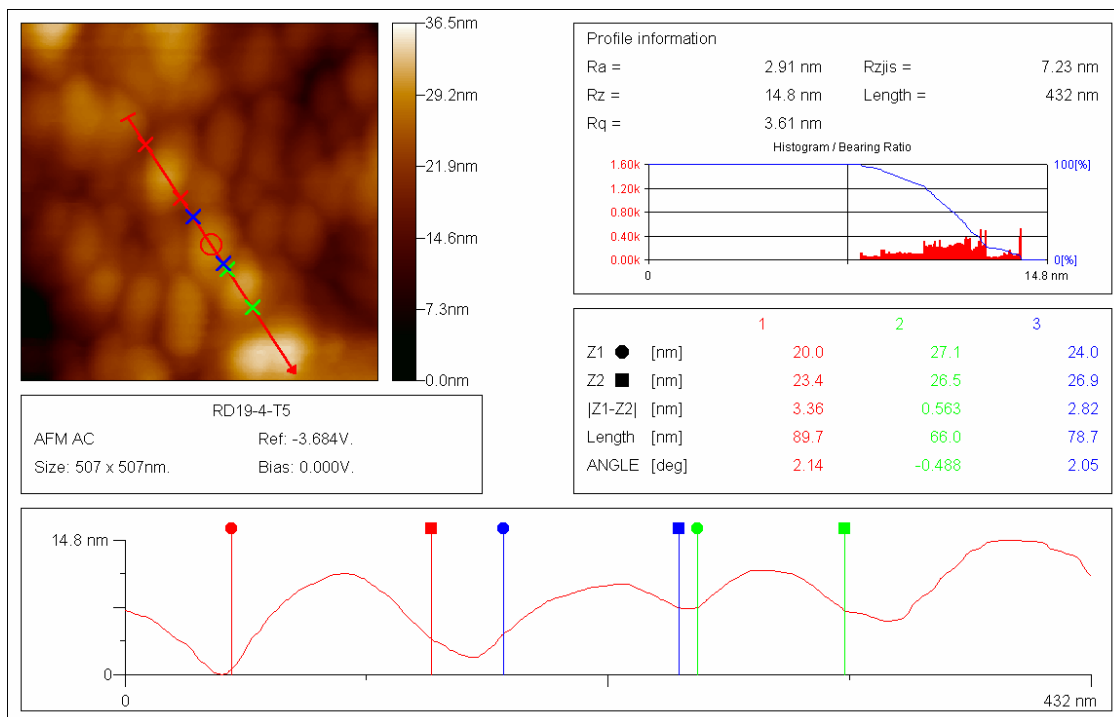 36.5nm
29.2nm
21.9nm
14.6nm
7.3nm
0.0nm
RD19-4-T5
AFM AC Ref: -3.684V.
Size: 507 x 507nm. Bias: 0.000V.
Profile information
Ra = 2.91 nm Rzjis = 7.23 nm
Rz = 14.8 nm Length = 432 nm
Rq = 3.61 nm
Histogram / Bearing Ratio
1.60k 100[%]
1.20k
0.80k
0.40k
0.00k 0[%]
0 14.8 nm
1 2 3
Z1 [nm] 20.0 27.1 24.0
Z2 [nm] 23.4 26.5 26.9
|Z1-Z2| [nm] 3.36 0.563 2.82
Length [nm] 89.7 66.0 78.7
ANGLE [deg] 2.14 -0.488 2.05
14.8 nm
0
0 432 nm